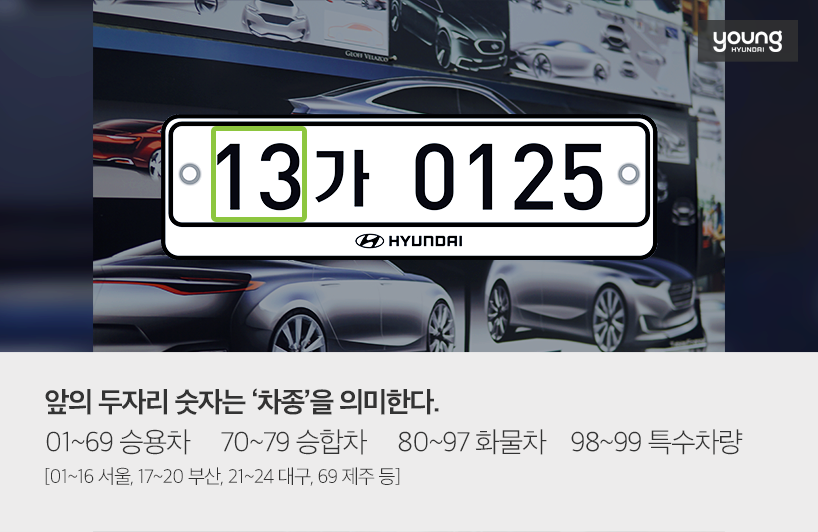 young
HYUNDAI
GEOFF VELAZCO
13가 0125
HYUNDAI
앞의 두자리 숫자는 ‘차종’을 의미한다.
01~69 승용차 70~79 승합차 80~97 화물차 98~99 특수차량
[01~16 서울, 17~20 부산, 21~24 대구, 69 제주 등]